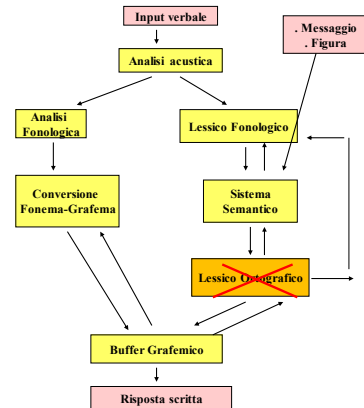 Input verbale
. Messaggio
. Figura
Analisi acustica
Analisi
Fonologica
Lessico Fonologico
Conversione
Fonema-Grafema
Sistema
Semantico
Lessico Ortografico
Buffer Grafemico
Risposta scritta